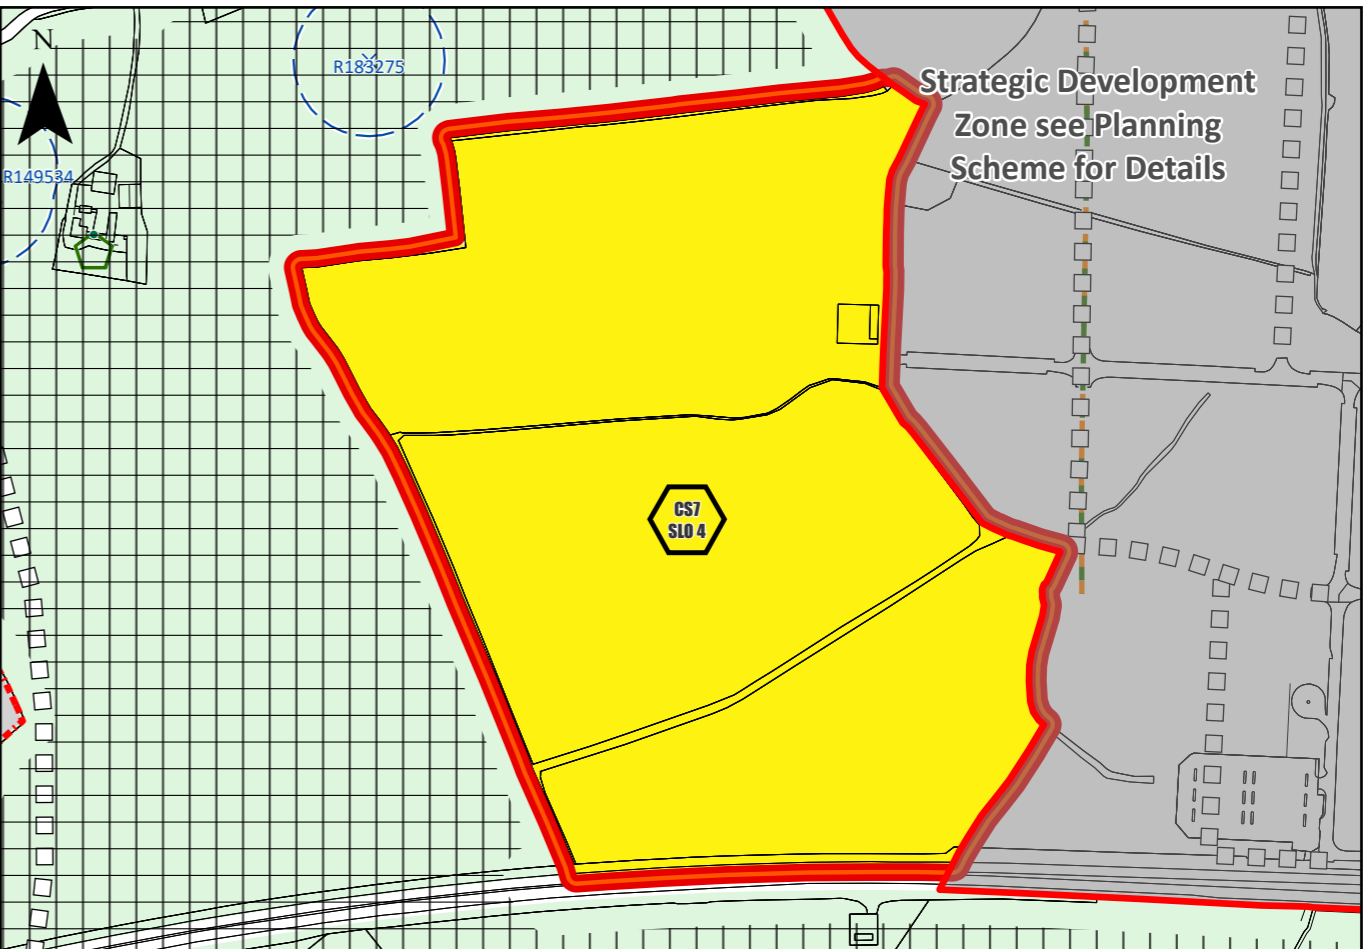 N
R183275
Strategic Development
Zone see Planning
Scheme for Details
R149534
CS7
SLO 4